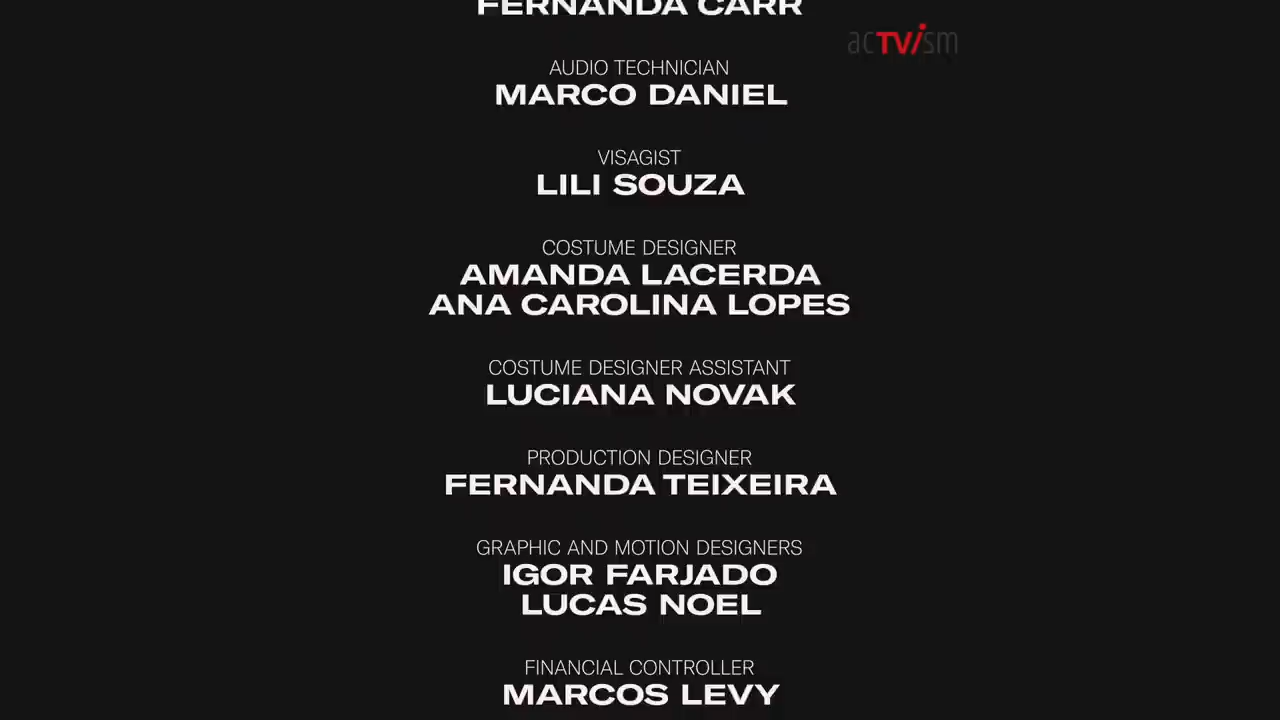 FERNANDA CARR
acTVism
AUDIO TECHNICIAN
MARCO DANIEL
VISAGIST
LILI SOUZA
COSTUME DESIGNER
AMANDA LACERDA
ANA CAROLINA LOPES
COSTUME DESIGNER ASSISTANT
LUCIANA NOVAK
PRODUCTION DESIGNER
FERNANDA TEIXEIRA
GRAPHIC AND MOTION DESIGNERS
IGOR FARJADO
LUCAS NOEL
FINANCIAL CONTROLLER
MARCOS LEVY